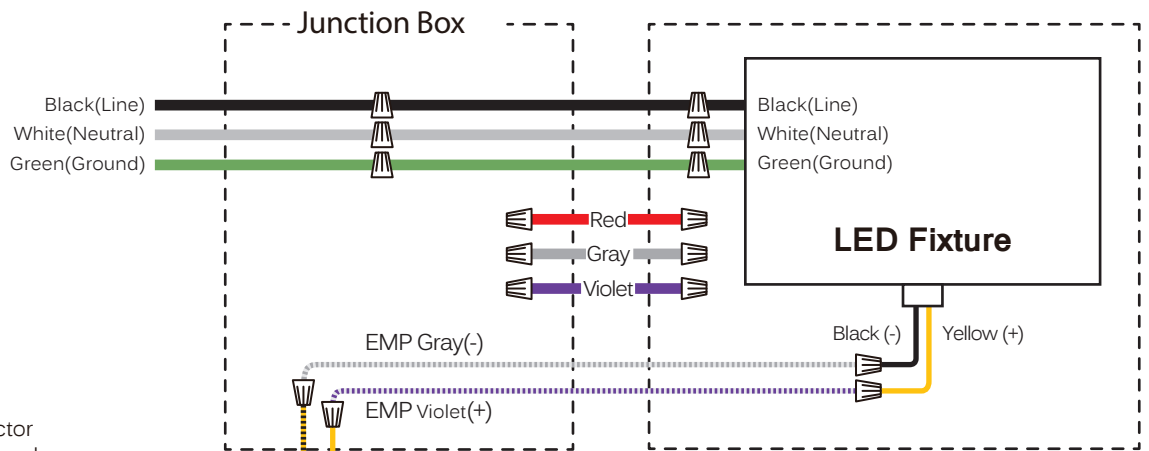 Junction Box
Black(Line)
White(Neutral)
Green(Ground)
Black(Line)
White(Neutral)
Green(Ground)
LED Fixture
Red
Gray
Violet
Black (-)
Yellow (+)
EMP Gray(-)
EMP Violet(+)
ctor